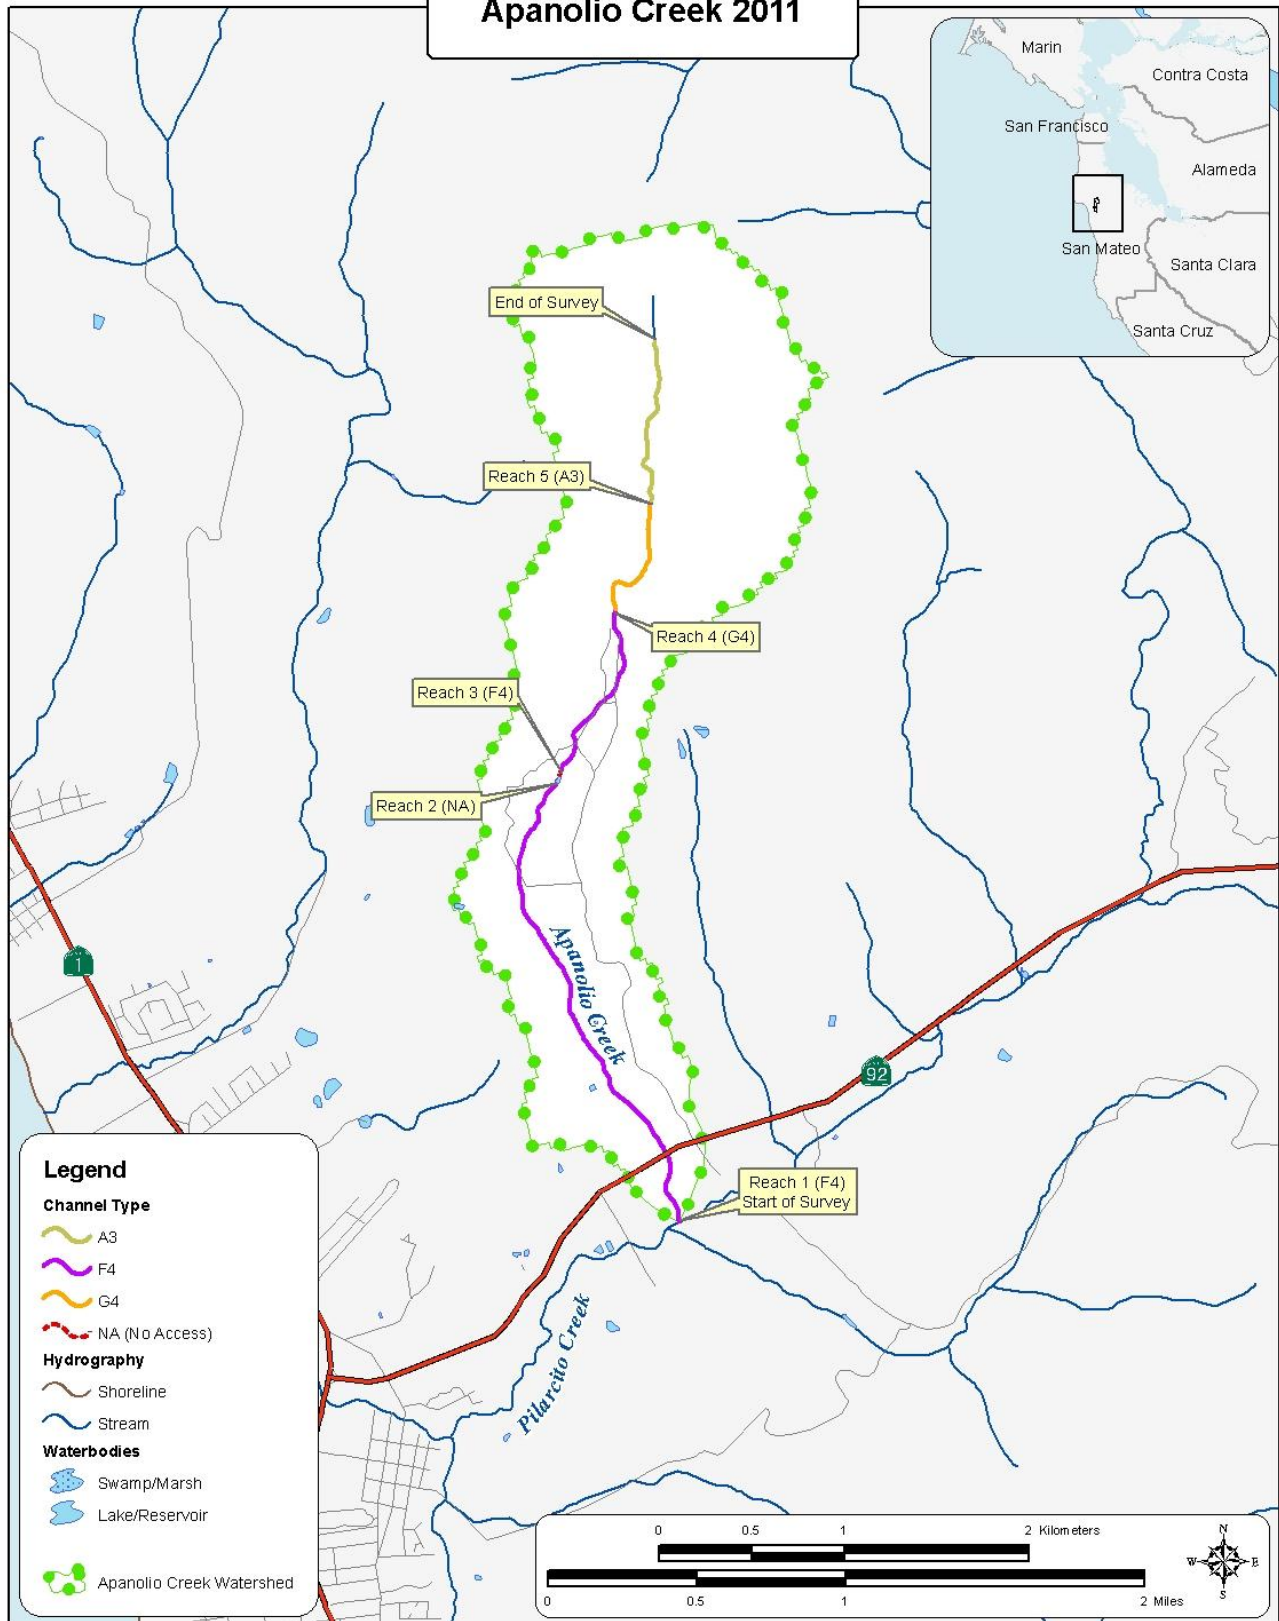 Apanolio Creek 2011
Marin
Contra Costa
San Francisco
Alameda
San Mateo
Santa Clara
Santa Cruz
End of Survey
Reach 5 (A3)
Reach 4 (G4)
Reach 3 (F4)
Reach 2 (NA)
Apanolio Creek
1
92
Reach 1 (F4)
Start of Survey
Pilarcito Creek
Legend
Channel Type
A3
F4
G4
NA (No Access)
Hydrography
Shoreline
Stream
Waterbodies
Swamp/Marsh
Lake/Reservoir
Apanolio Creek Watershed
0 0.5 1 2 Kilometers
0 0.5 1 2 Miles
N
W E
S